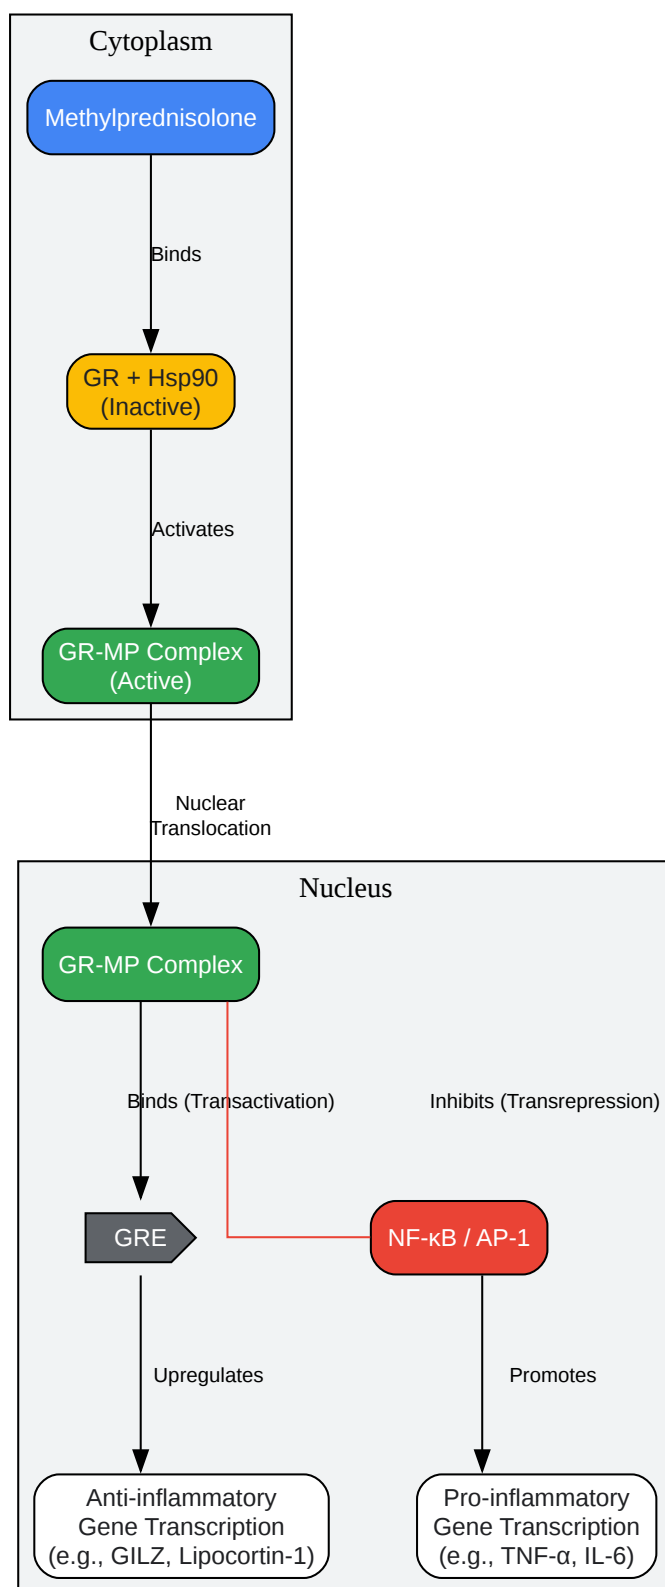 Cytoplasm
Methylprednisolone
Binds
GR + Hsp90
(Inactive)
Activates
GR-MP Complex
(Active)
Nuclear
Translocation
Nucleus
GR-MP Complex
Binds (Transactivation)
Inhibits (Transrepression)
GRE
NF-κB / AP-1
Upregulates
Promotes
Anti-inflammatory
Gene Transcription
(e.g., GILZ, Lipocortin-1)
Pro-inflammatory
Gene Transcription
(e.g., TNF-α, IL-6)